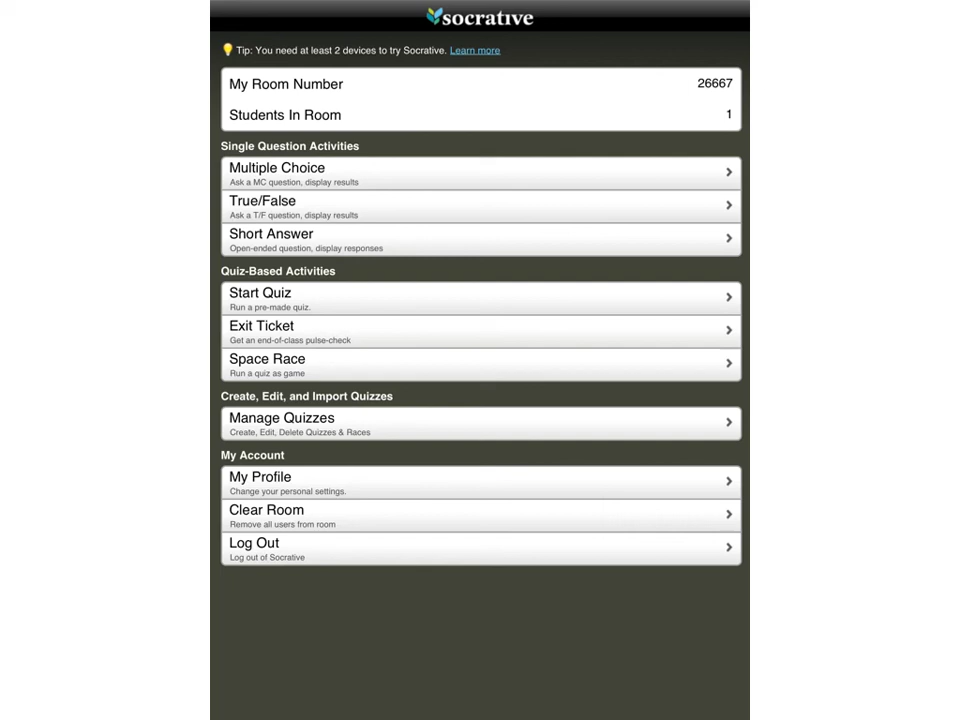 socrative
Tip: You need at least 2 devices to try Socrative. Learn more
My Room Number 26667
Students In Room 1
Single Question Activities
Multiple Choice
Ask a MC question, display results
True/False
Ask a T/F question, display results
Short Answer
Open-ended question, display responses
Quiz-Based Activities
Start Quiz
Run a pre-made quiz.
Exit Ticket
Get an end-of-class pulse-check
Space Race
Run a quiz as game
Create, Edit, and Import Quizzes
Manage Quizzes
Create, Edit, Delete Quizzes & Races
My Account
My Profile
Change your personal settings.
Clear Room
Remove all users from room
Log Out
Log out of Socrative